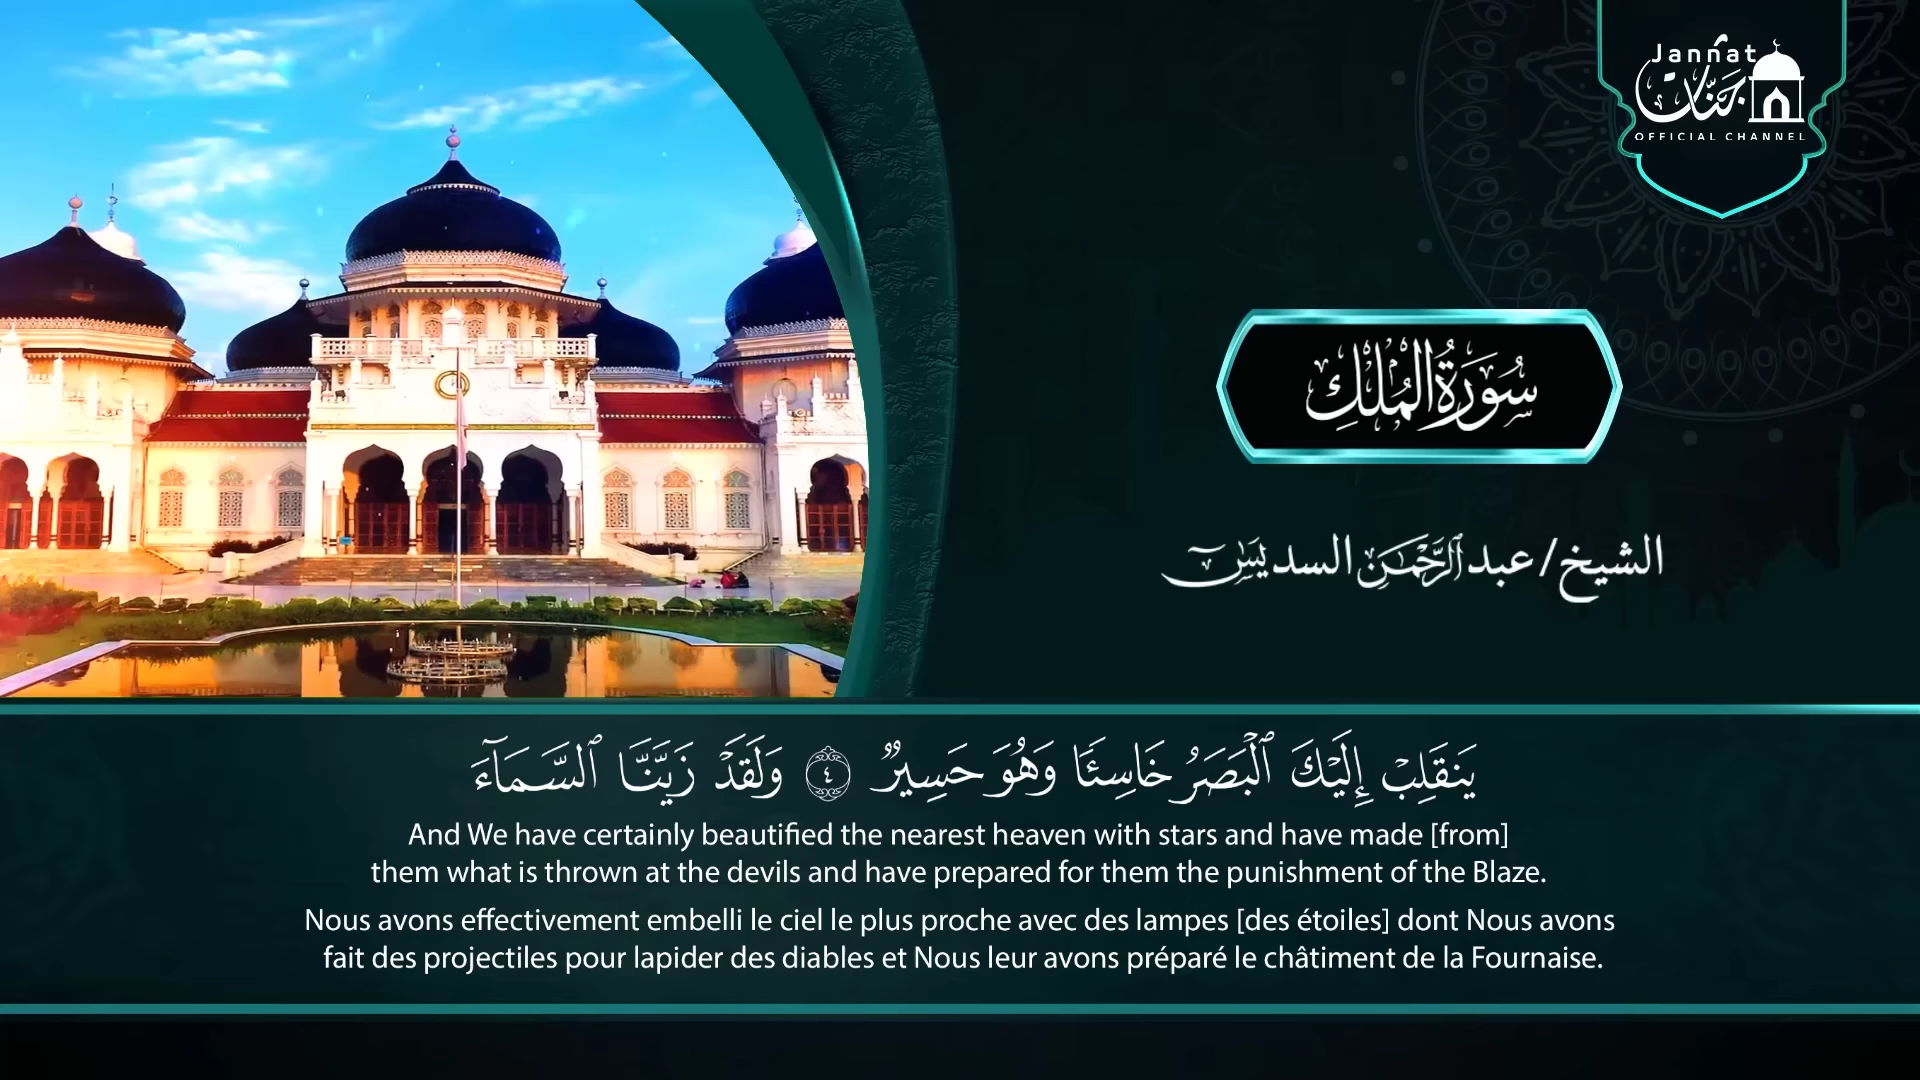 Jannat
جَنَّات
OFFICIAL CHANNEL
سُورَةُ الْمُلْكِ
الشيخ / عبد الرَّحْمَٰن السديس
يَنقَلِبْ إِلَيْكَ ٱلْبَصَرُ خَاسِئًا وَهُوَ حَسِيرٌ ٤ وَلَقَدْ زَيَّنَّا ٱلسَّمَآءَ
And We have certainly beautified the nearest heaven with stars and have made [from]
them what is thrown at the devils and have prepared for them the punishment of the Blaze.
Nous avons effectivement embelli le ciel le plus proche avec des lampes [des étoiles] dont Nous avons
fait des projectiles pour lapider des diables et Nous leur avons préparé le châtiment de la Fournaise.